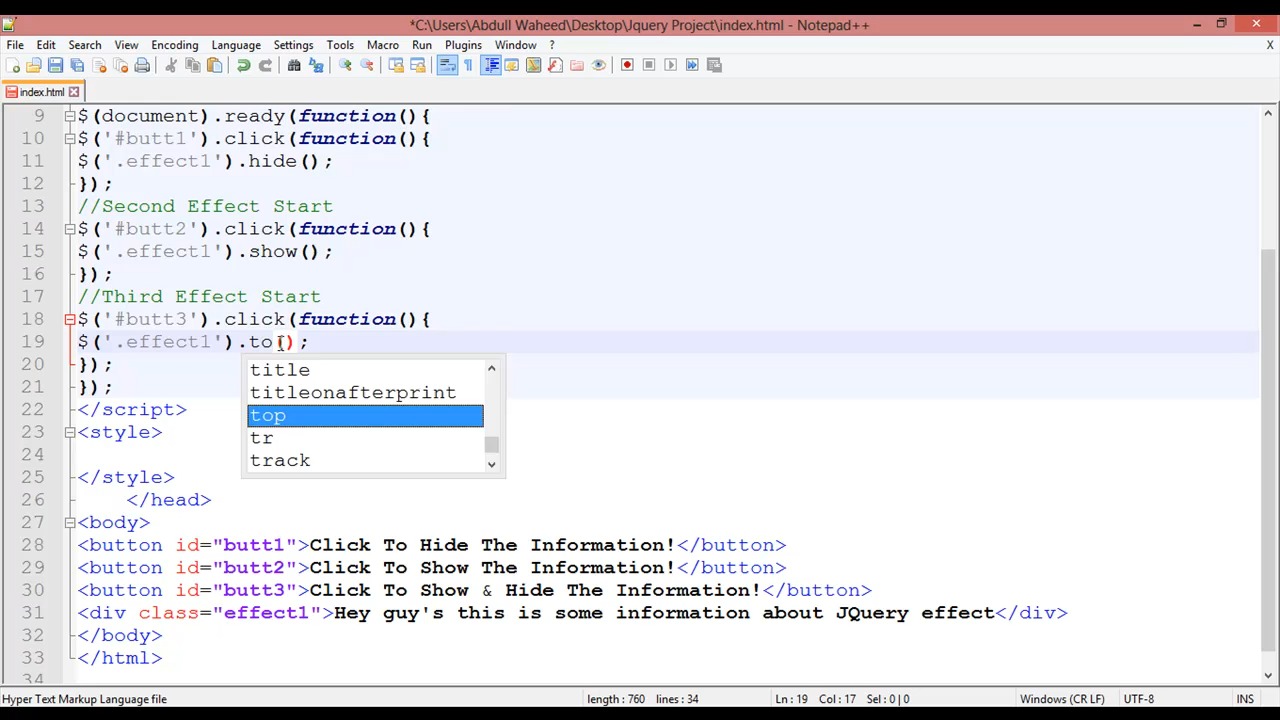 *C:\Users\Abdull Waheed\Desktop\Jquery Project\index.html - Notepad++
File Edit Search View Encoding Language Settings Tools Macro Run Plugins Window ? X
index.html
9 $(document).ready(function(){
10 $('#butt1').click(function(){
11 $('.effect1').hide();
12 });
13 //Second Effect Start
14 $('#butt2').click(function(){
15 $('.effect1').show();
16 });
17 //Third Effect Start
18 $('#butt3').click(function(){
19 $('.effect1').to();
20 });
title
titleonafterprint
top
tr
track
21 });
22 </script>
23 <style>
24
25 </style>
26 </head>
27 <body>
28 <button id="butt1">Click To Hide The Information!</button>
29 <button id="butt2">Click To Show The Information!</button>
30 <button id="butt3">Click To Show & Hide The Information!</button>
31 <div class="effect1">Hey guy's this is some information about JQuery effect</div>
32 </body>
33 </html>
34
Hyper Text Markup Language file length : 760 lines : 34 Ln : 19 Col : 17 Sel : 0 | 0 Windows (CR LF) UTF-8 INS